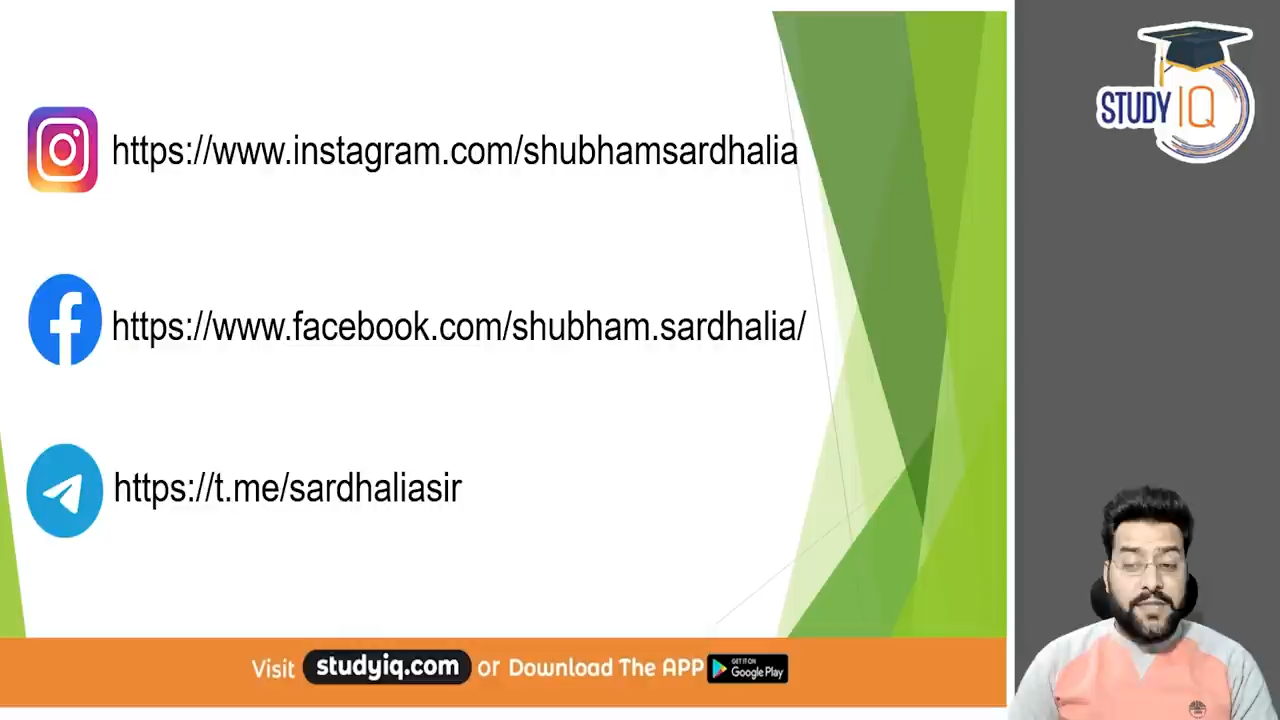 https://www.instagram.com/shubhamsardhalia
https://www.facebook.com/shubham.sardhalia/
https://t.me/sardhaliasir
STUDY IQ
Visit studyiq.com or Download The APP GET IT ON Google Play